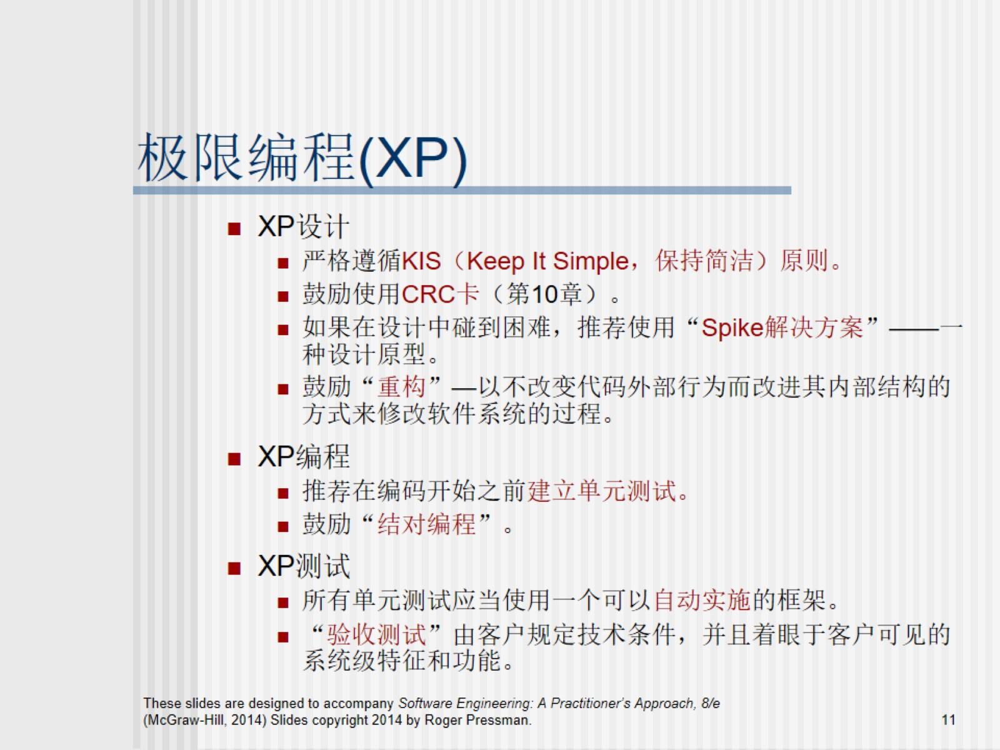 极限编程(XP)
XP设计
严格遵循KIS（Keep It Simple，保持简洁）原则。
鼓励使用CRC卡（第10章）。
如果在设计中碰到困难，推荐使用“Spike解决方案”——一
种设计原型。
鼓励“重构”—以不改变代码外部行为而改进其内部结构的
方式来修改软件系统的过程。
XP编程
推荐在编码开始之前建立单元测试。
鼓励“结对编程”。
XP测试
所有单元测试应当使用一个可以自动实施的框架。
“验收测试”由客户规定技术条件，并且着眼于客户可见的
系统级特征和功能。
These slides are designed to accompany Software Engineering: A Practitioner’s Approach, 8/e
(McGraw-Hill, 2014) Slides copyright 2014 by Roger Pressman.
11